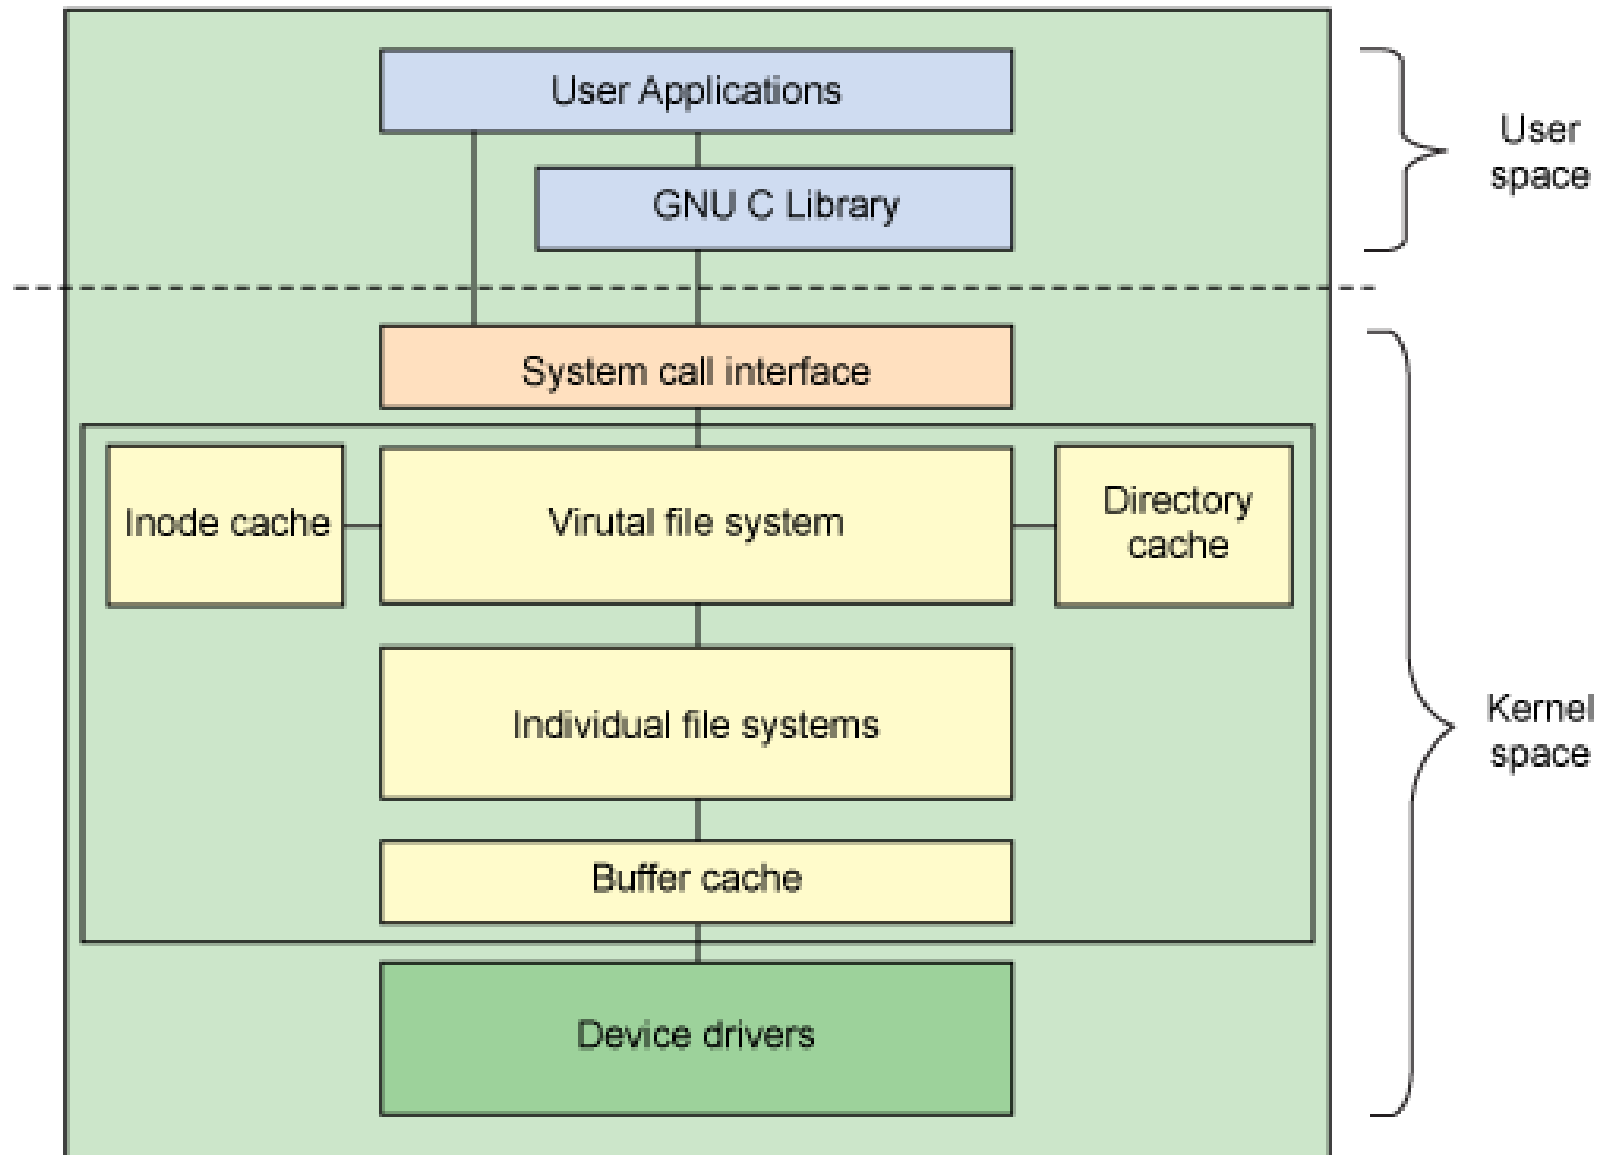 User Applications
User
space
GNU C Library
System call interface
Inode cache
Virutal file system
Directory
cache
Individual file systems
Kernel
space
Buffer cache
Device drivers